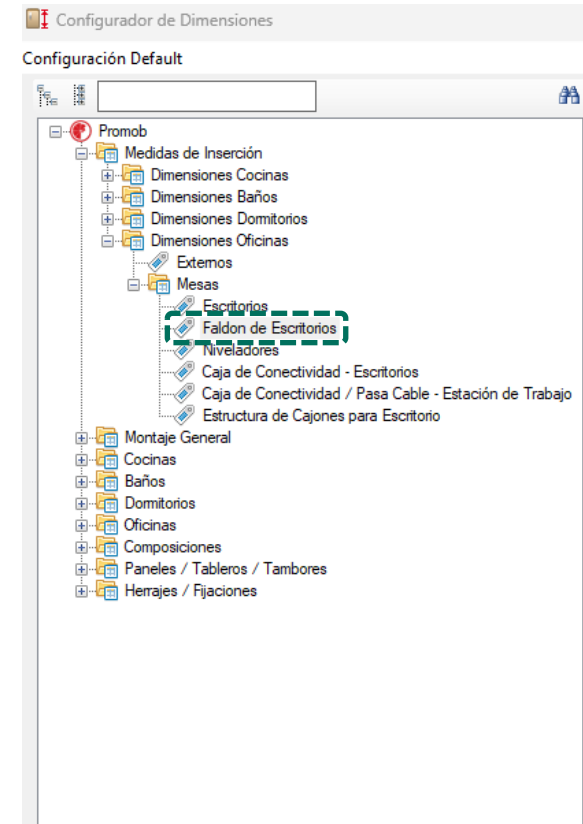 Configurador de Dimensiones
Configuración Default
Promob
Medidas de Inserción
Dimensiones Cocinas
Dimensiones Baños
Dimensiones Dormitorios
Dimensiones Oficinas
Externos
Mesas
Escritorios
Faldon de Escritorios
Niveladores
Caja de Conectividad - Escritorios
Caja de Conectividad / Pasa Cable - Estación de Trabajo
Estructura de Cajones para Escritorio
Montaje General
Cocinas
Baños
Dormitorios
Oficinas
Composiciones
Paneles / Tableros / Tambores
Herrajes / Fijaciones